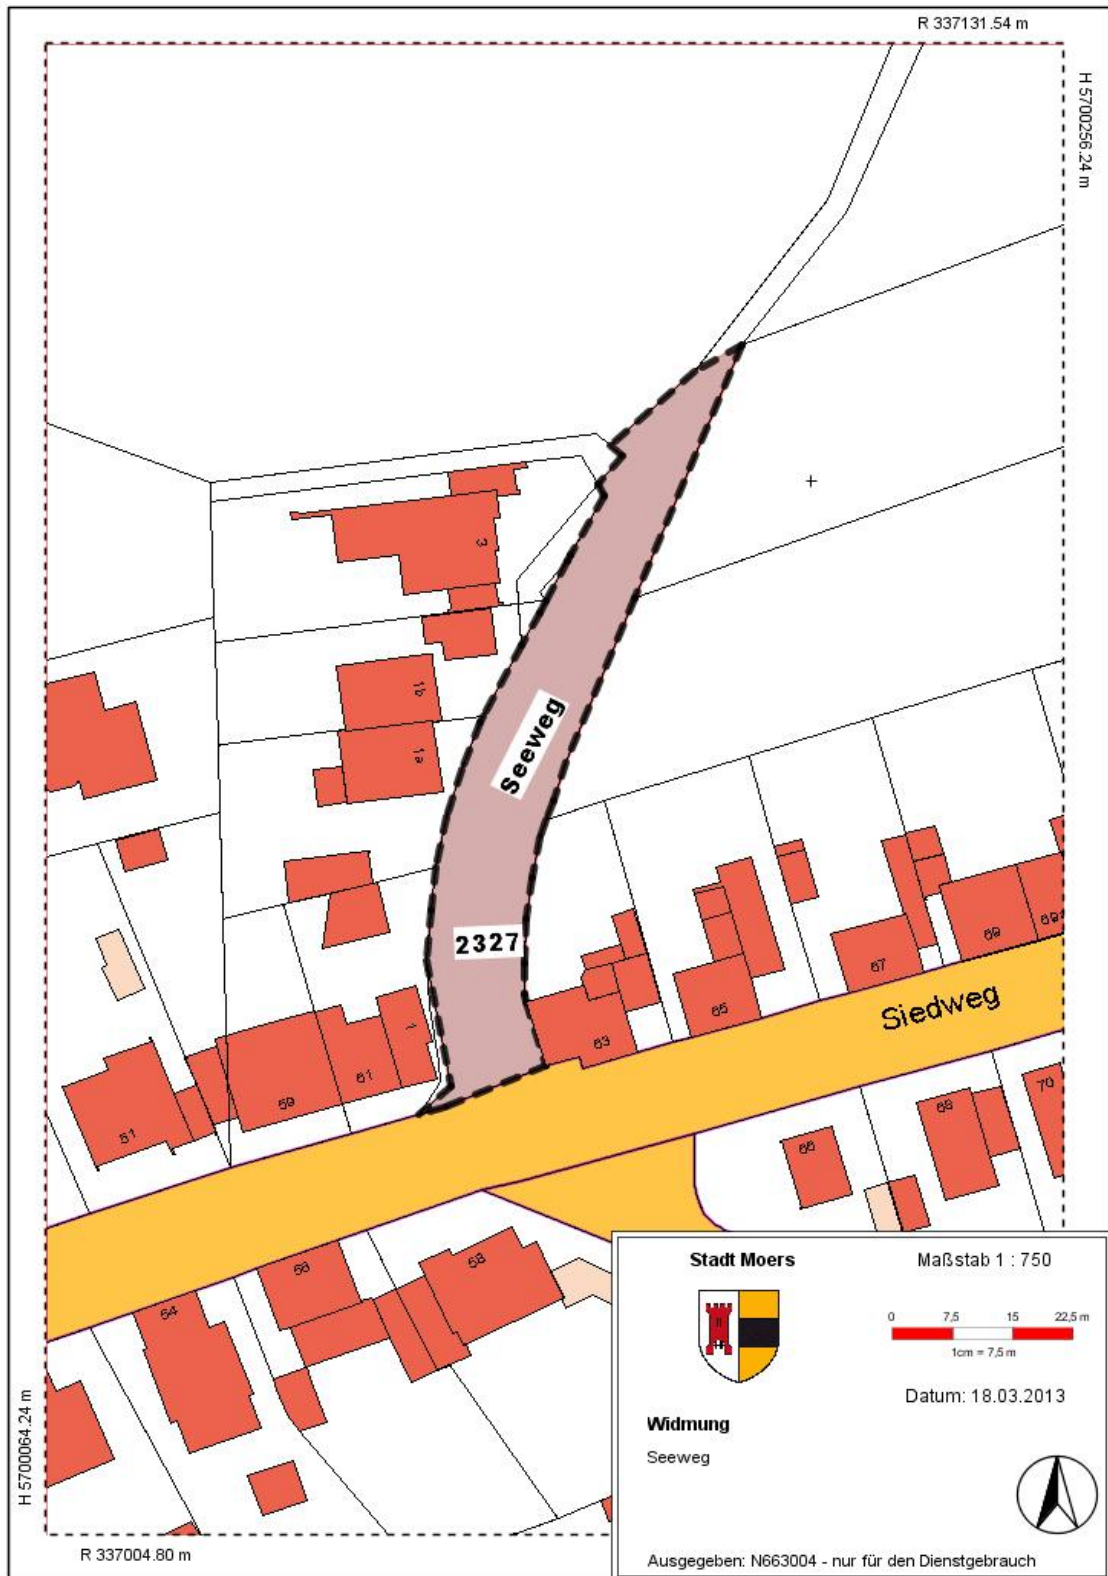 R 337131.54 m
H 5700256.24 m
3
1b
1a
Seeweg
2327
1
61
59
51
63
65
67
69
Siedweg
66
68
70
54
56
58
H 5700064.24 m
R 337004.80 m
Stadt Moers
Maßstab 1 : 750
0 7,5 15 22,5 m
1cm = 7,5 m
Datum: 18.03.2013
Widmung
Seeweg
Ausgegeben: N663004 - nur für den Dienstgebrauch